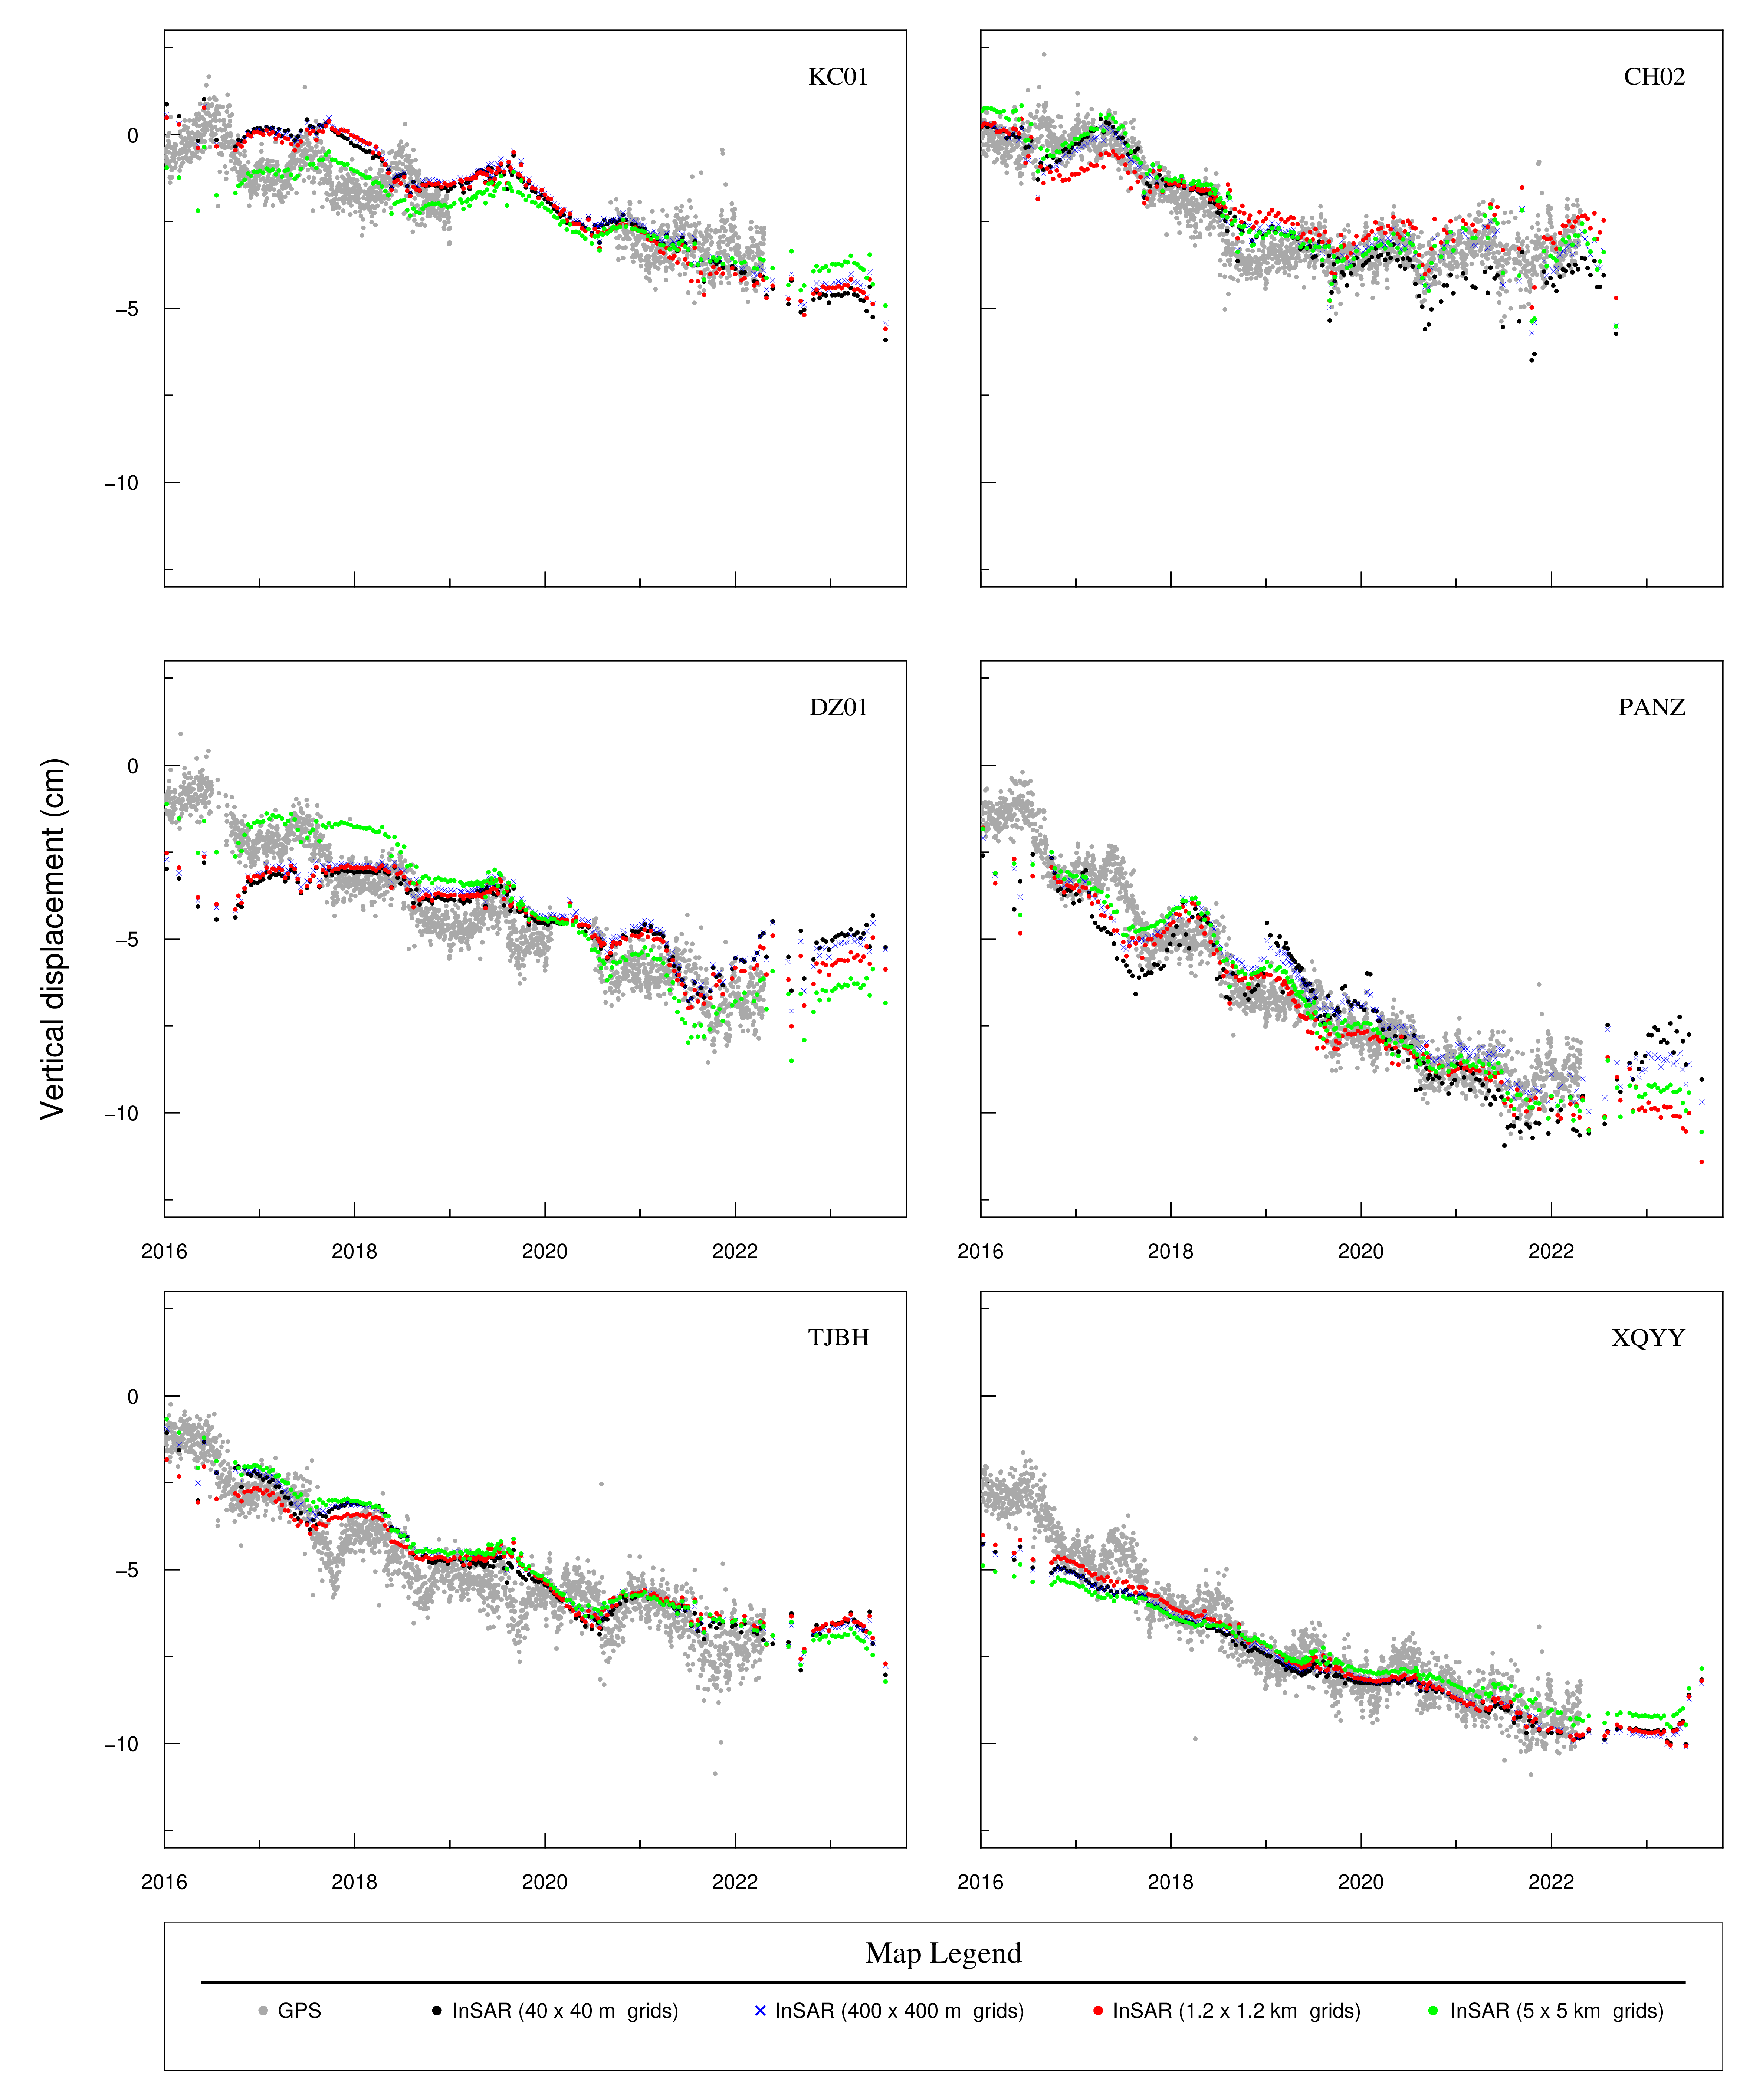 KC01
CH02
0
−5
−10
DZ01
PANZ
0
−5
−10
Vertical displacement (cm)
2016 2018 2020 2022
2016 2018 2020 2022
TJBH
XQYY
0
−5
−10
2016 2018 2020 2022
2016 2018 2020 2022
Map Legend
GPS
InSAR (40 x 40 m grids)
InSAR (400 x 400 m grids)
InSAR (1.2 x 1.2 km grids)
InSAR (5 x 5 km grids)